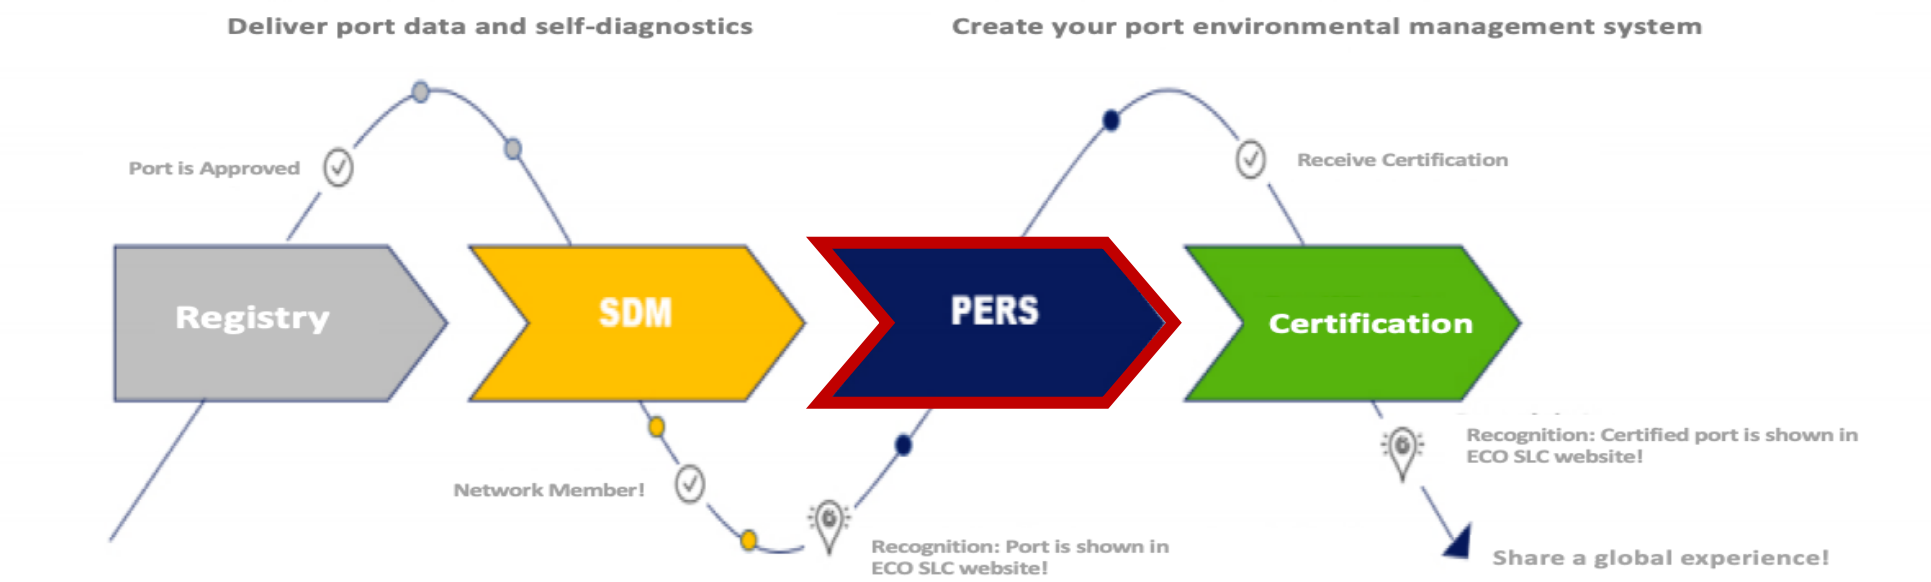 Deliver port data and self-diagnostics
Create your port environmental management system
Port is Approved
Receive Certification
Registry
SDM
PERS
Certification
Network Member!
Recognition: Port is shown in
ECO SLC website!
Recognition: Certified port is shown in
ECO SLC website!
Share a global experience!